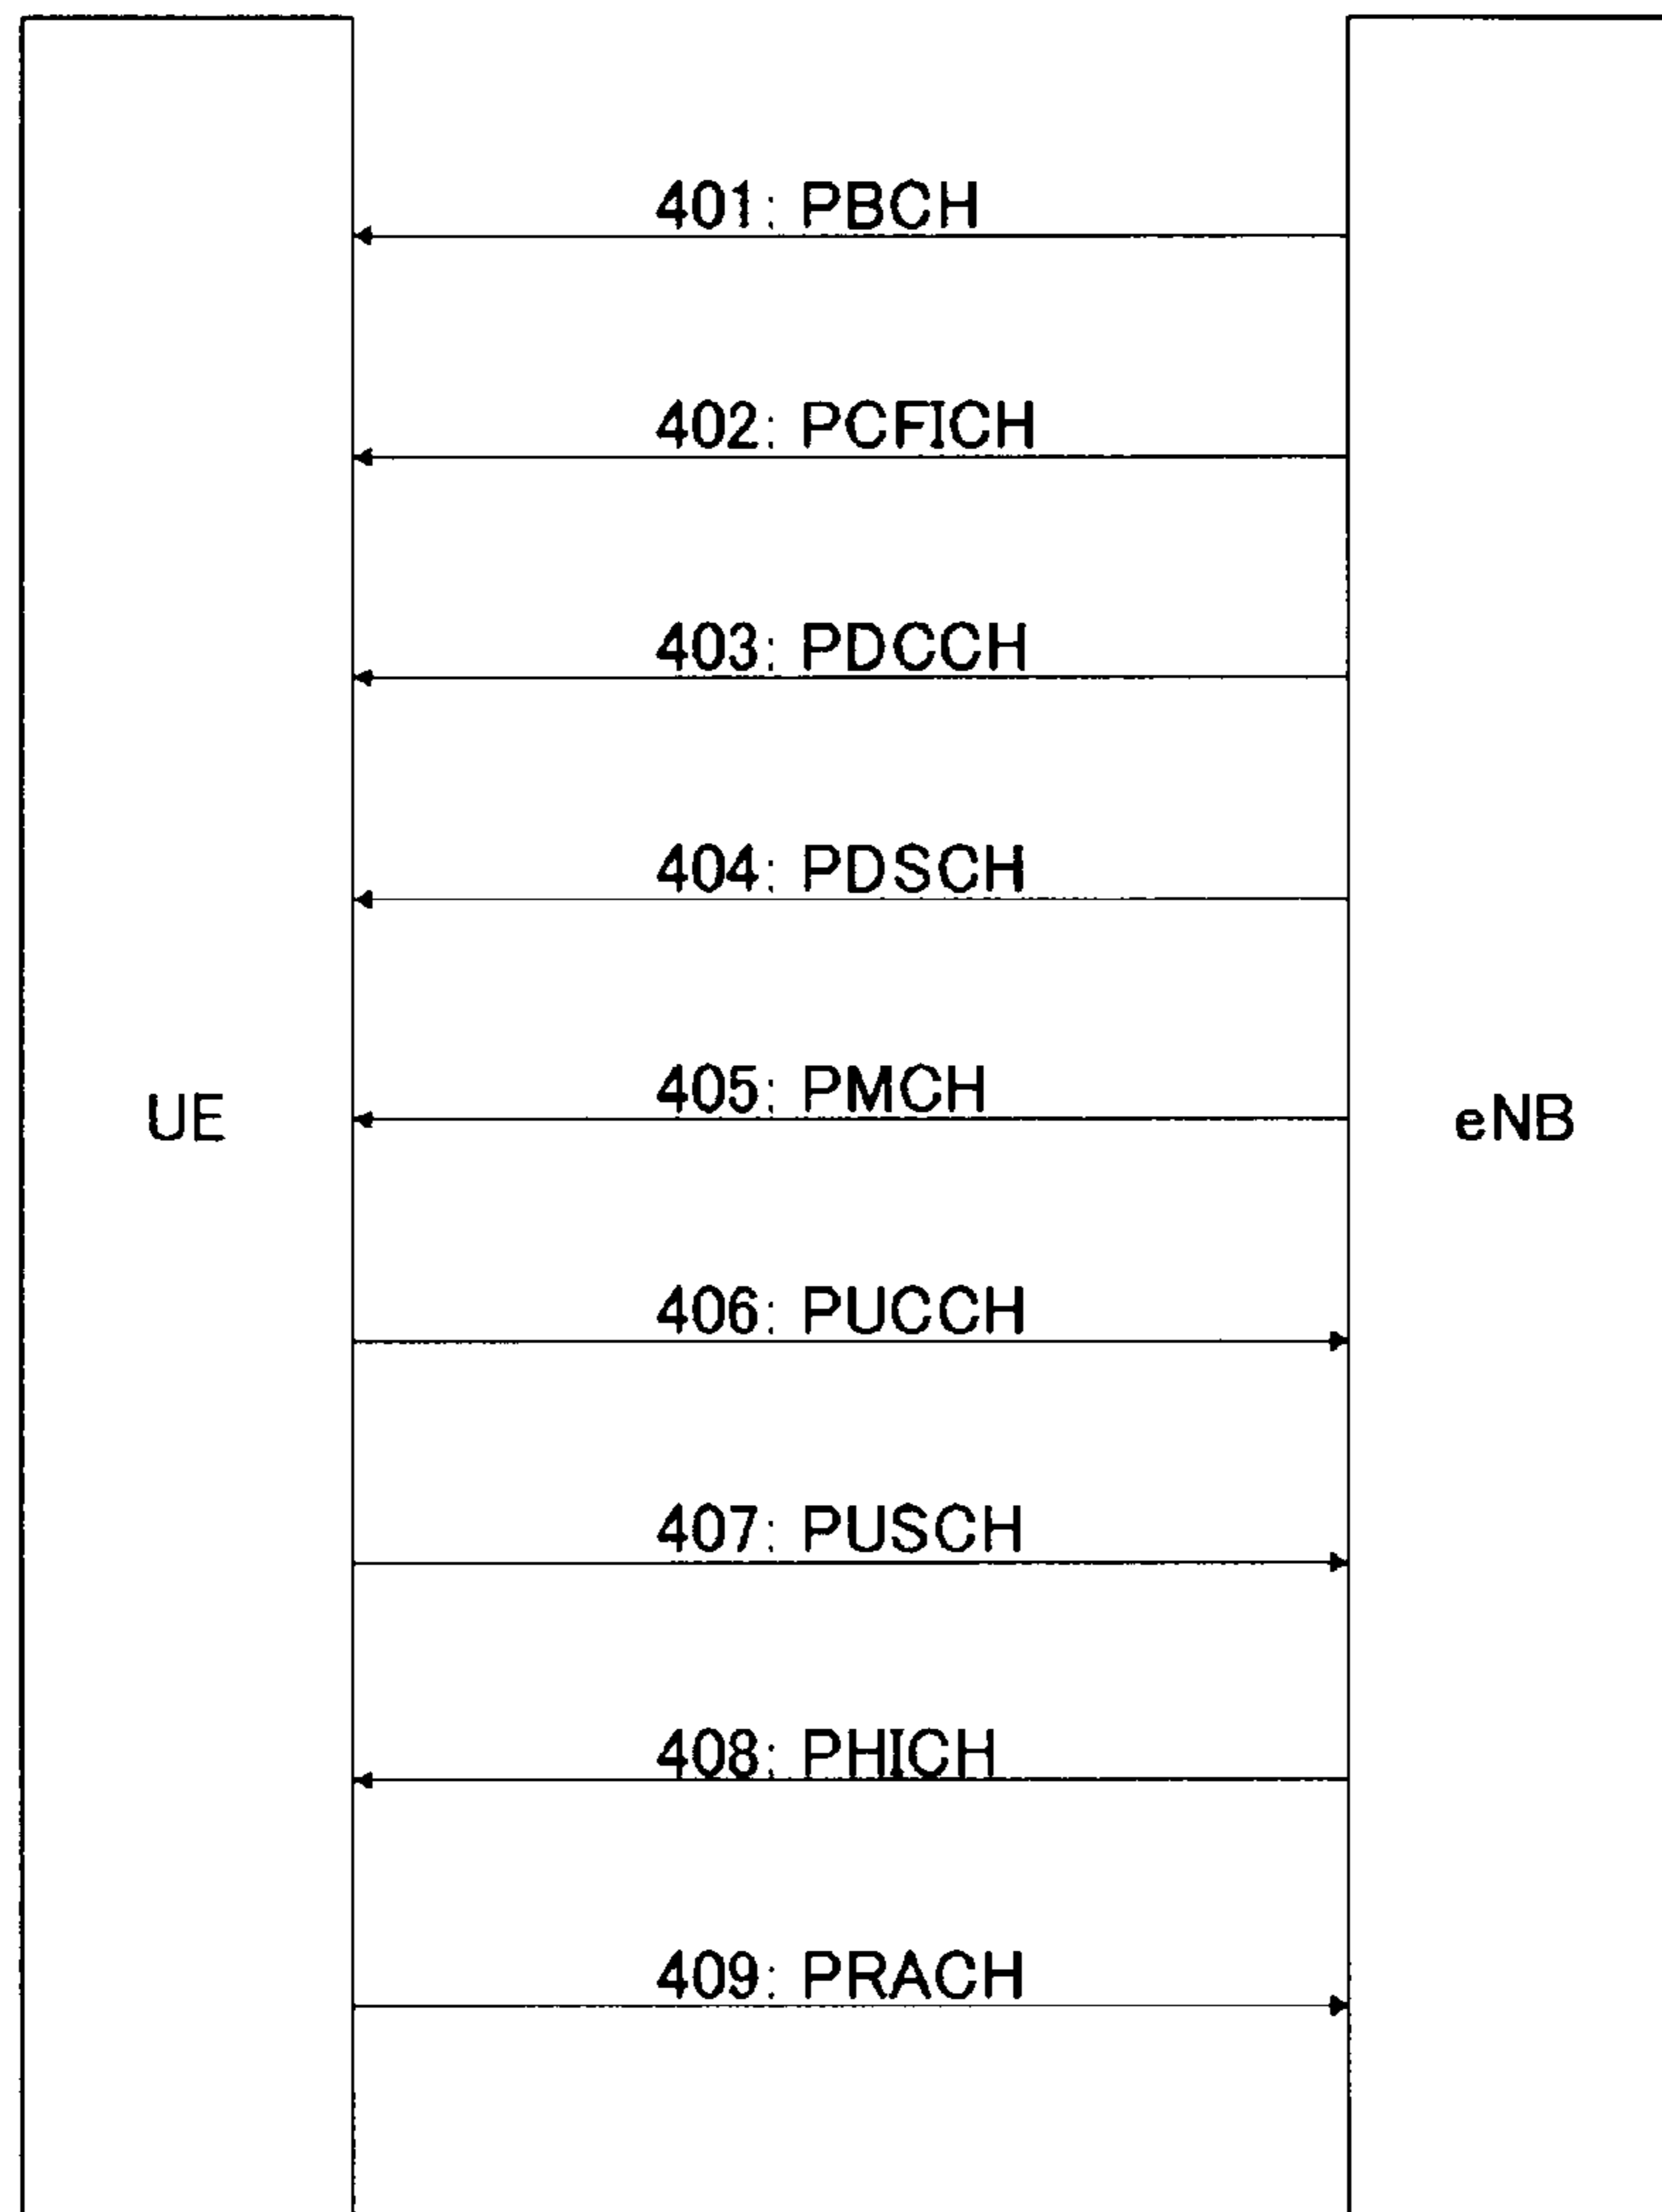 401: PBCH
402: PCFICH
403: PDCCH
404: PDSCH
405: PMCH
UE
eNB
406: PUCCH
407: PUSCH
408: PHICH
409: PRACH